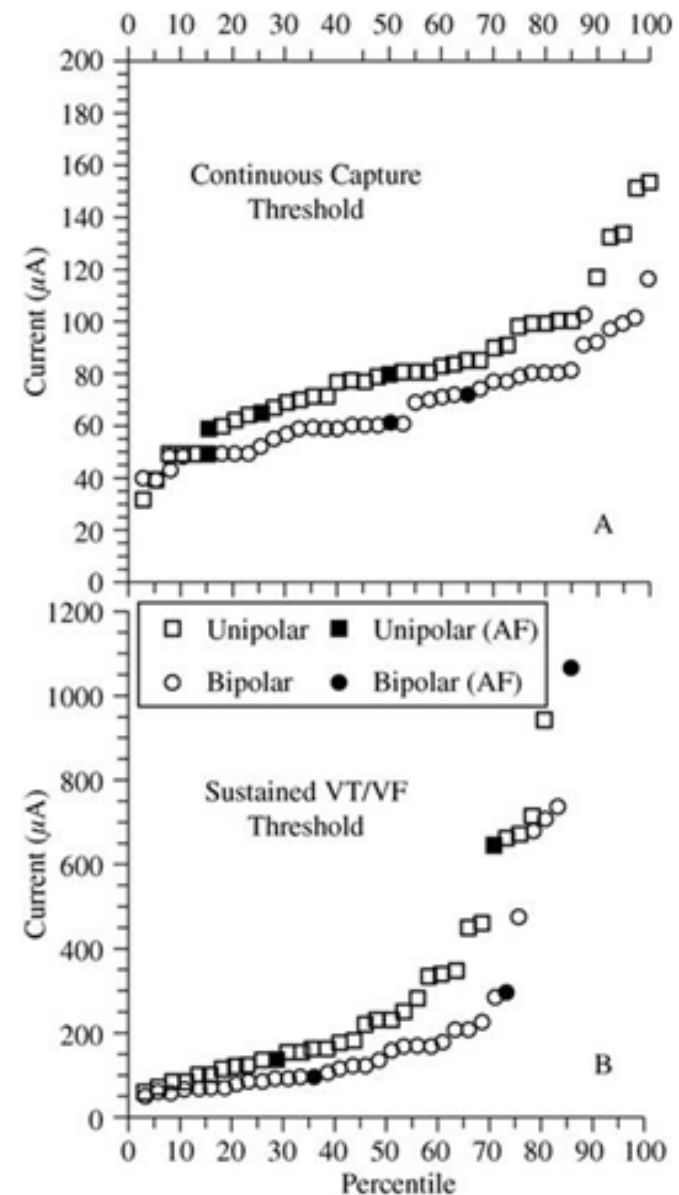 0 10 20 30 40 50 60 70 80 90 100
200
180
160
140
120
100
80
60
40
20
0
Current (μA)
Continuous Capture
Threshold
A
1200
1000
800
600
400
200
0
Current (μA)
Unipolar Unipolar (AF)
Bipolar Bipolar (AF)
Sustained VT/VF
Threshold
B
0 10 20 30 40 50 60 70 80 90 100
Percentile